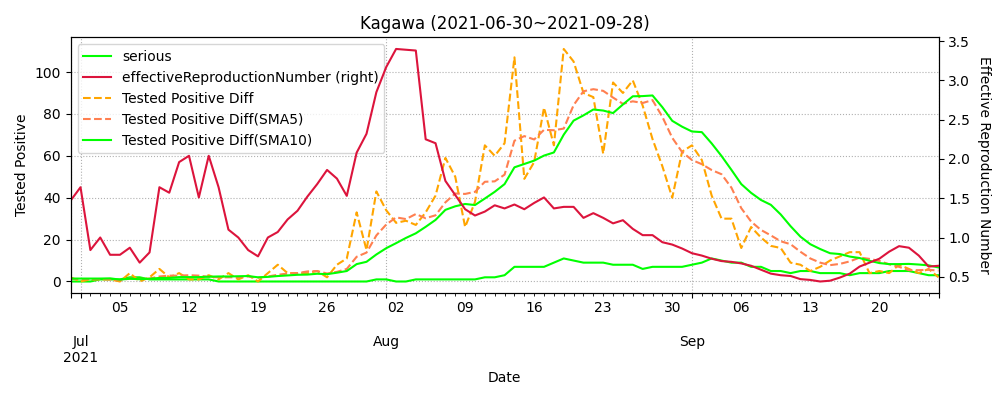 Kagawa (2021-06-30~2021-09-28)
serious
effectiveReproductionNumber (right)
Tested Positive Diff
Tested Positive Diff(SMA5)
Tested Positive Diff(SMA10)
Tested Positive
100
80
60
40
20
0
3.5
3.0
2.5
2.0
1.5
1.0
0.5
Effective Reproduction Number
05 12 19 26 02 09 16 23 30 06 13 20
Jul Aug Sep
2021
Date